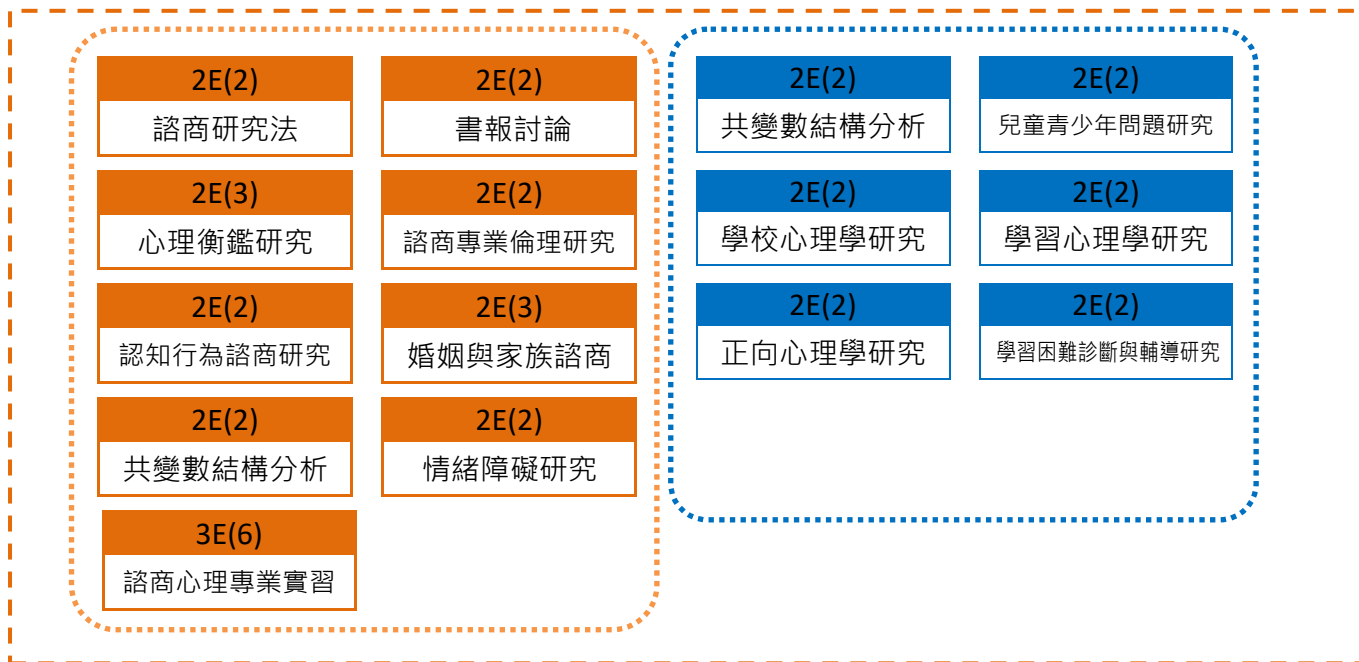 2E(2)
諮商研究法
2E(2)
書報討論
2E(3)
心理衡鑑研究
2E(2)
諮商專業倫理研究
2E(2)
認知行為諮商研究
2E(3)
婚姻與家族諮商
2E(2)
共變數結構分析
2E(2)
情緒障礙研究
3E(6)
諮商心理專業實習
2E(2)
共變數結構分析
2E(2)
兒童青少年問題研究
2E(2)
學校心理學研究
2E(2)
學習心理學研究
2E(2)
正向心理學研究
2E(2)
學習困難診斷與輔導研究